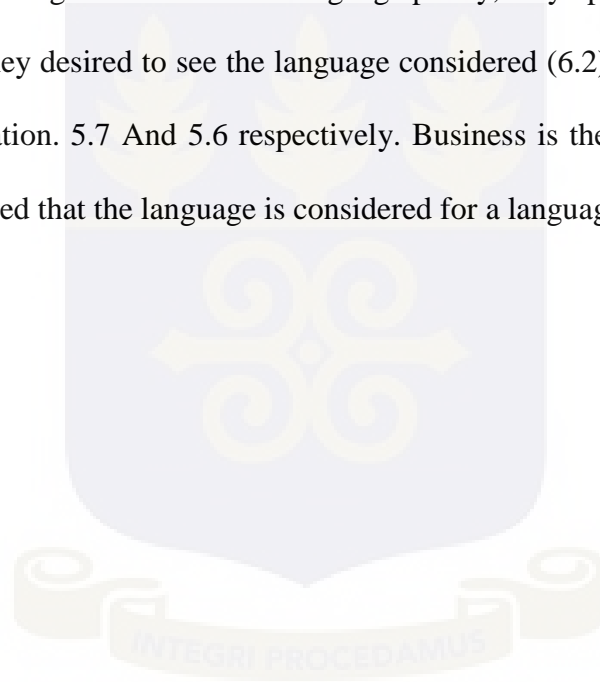 ey desired to see the language considered (6.2)
ation. 5.7 And 5.6 respectively. Business is the
ed that the language is considered for a languag
INTEGRI PROCEDAMUS